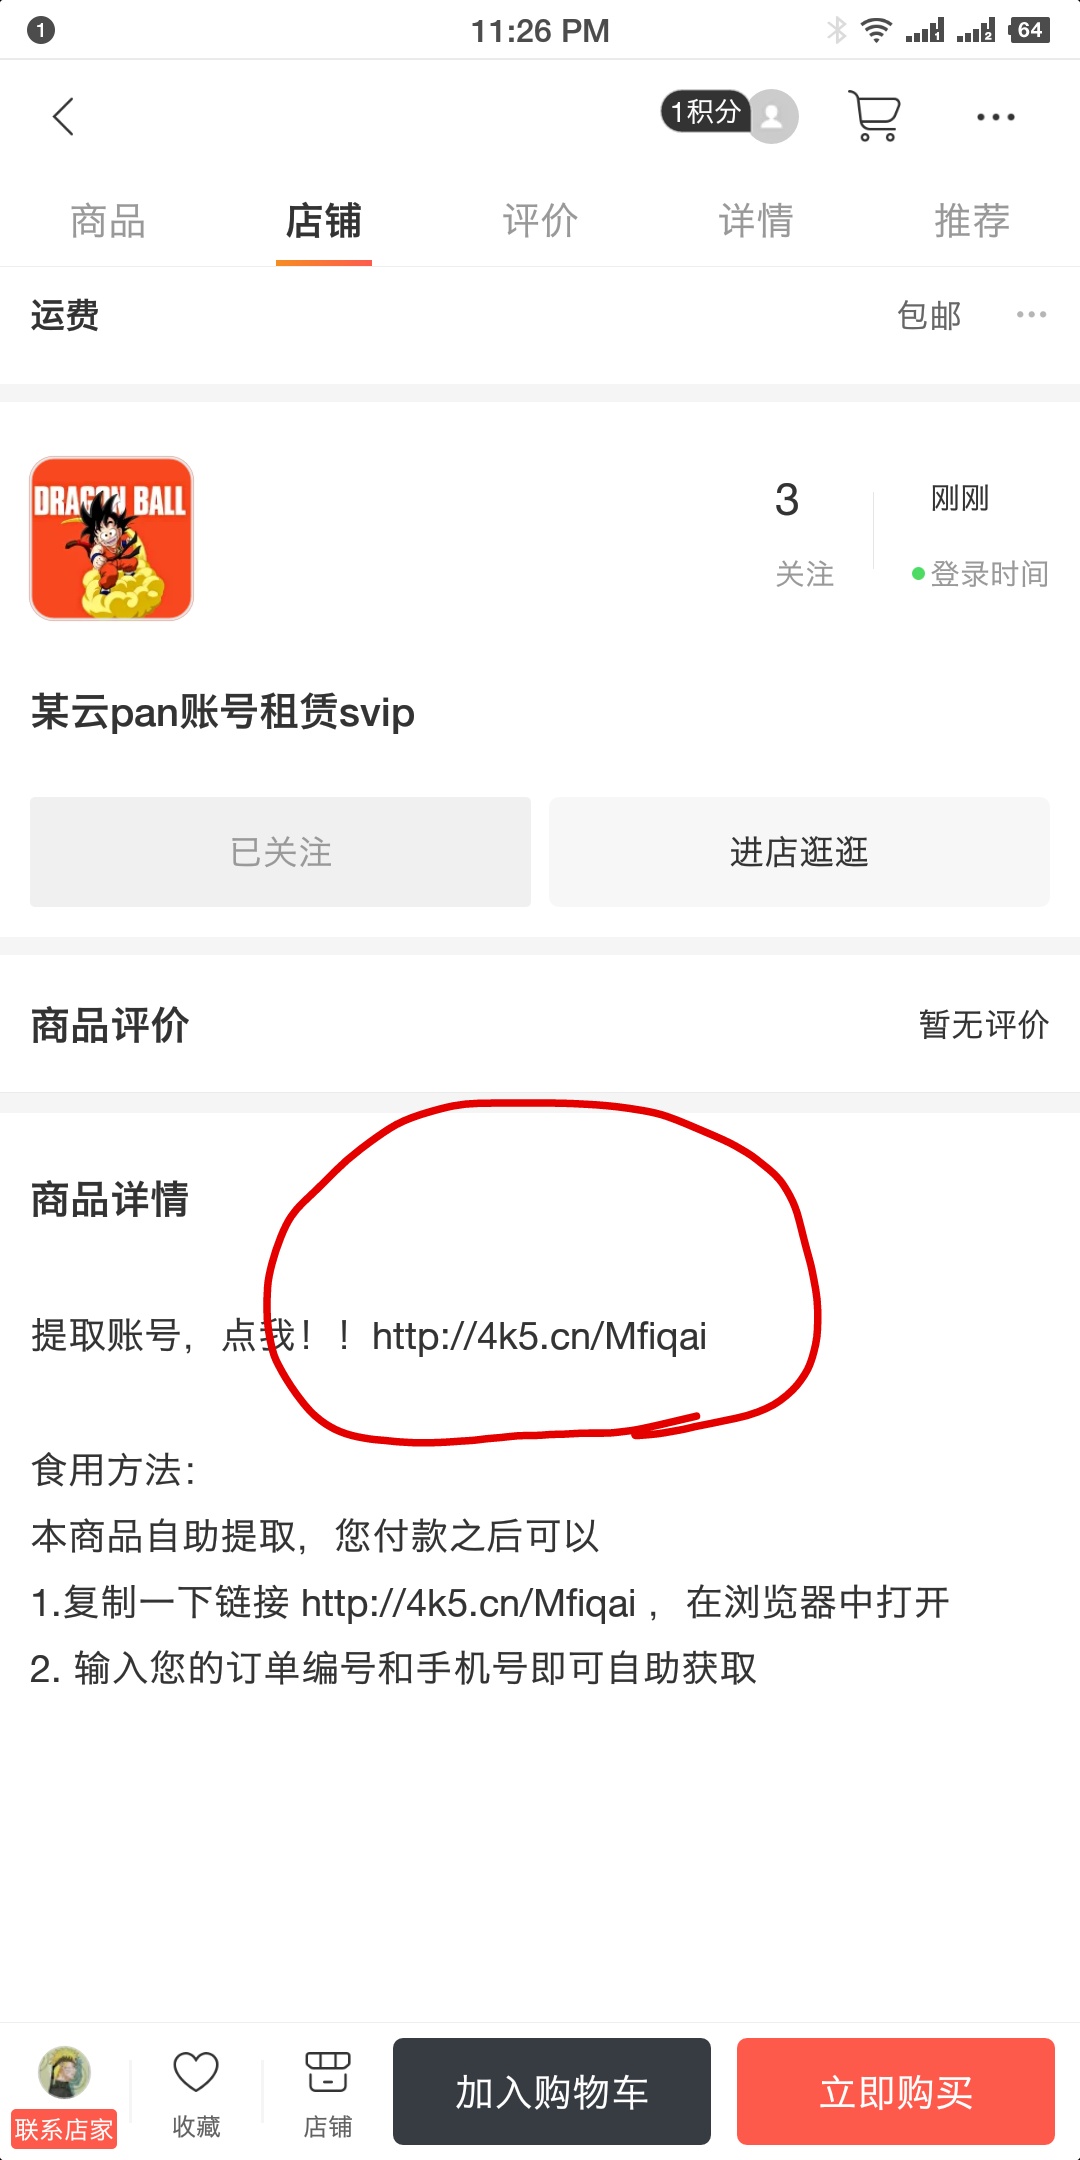 1
11:26 PM
1
2
64
1积分
商品
店铺
评价
详情
推荐
运费
包邮
DRAGON BALL
3
刚刚
关注
登录时间
某云pan账号租赁svip
已关注
进店逛逛
商品评价
暂无评价
商品详情
提取账号，点我！！http://4k5.cn/Mfiqai
食用方法：
本商品自助提取，您付款之后可以
1.复制一下链接 http://4k5.cn/Mfiqai ，在浏览器中打开
2. 输入您的订单编号和手机号即可自助获取
联系店家
收藏
店铺
加入购物车
立即购买